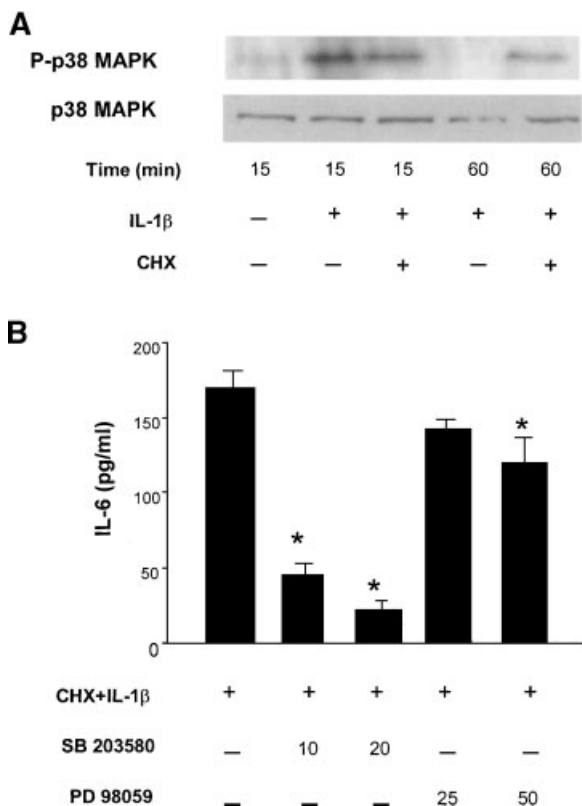 A
P-p38 MAPK
p38 MAPK
Time (min) 15 15 15 60 60
IL-1β – + + + +
CHX – – + – +
B
200
150
100
50
0
IL-6 (pg/ml)
* * *
CHX+IL-1β + + + + +
SB 203580 – 10 20 – –
PD 98059 – – – 25 50